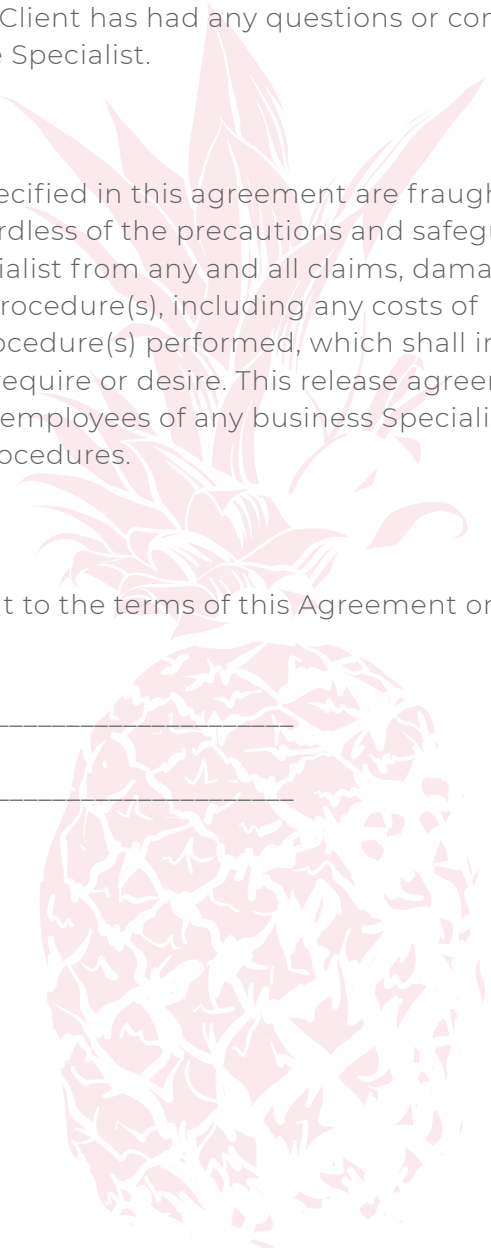 Client has had any questions or con
e Specialist.
ecified in this agreement are fraugh
rdless of the precautions and safegu
ialist from any and all claims, dama
rocedure(s), including any costs of
ocedure(s) performed, which shall in
require or desire. This release agreer
employees of any business Speciali
ocedures.
t to the terms of this Agreement on